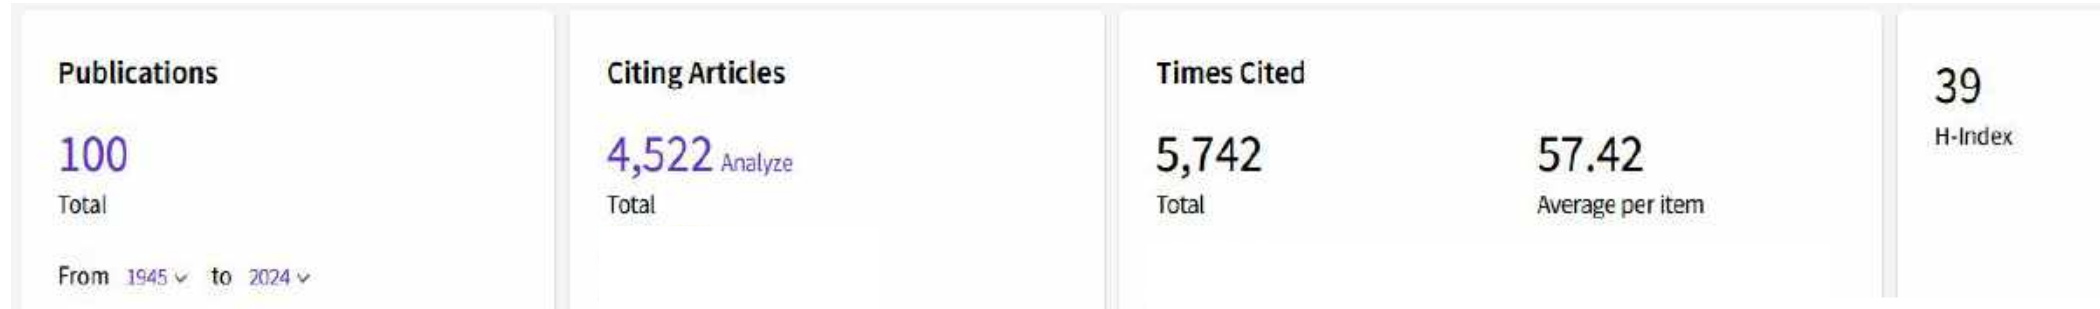 Publications
100
Total
From 1945 to 2024
Citing Articles
4,522 Analyze
Total
Times Cited
5,742
Total
57.42
Average per item
39
H-Index